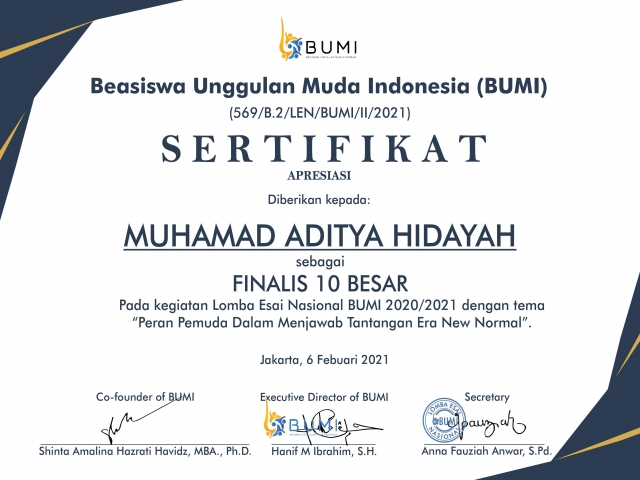 BUMI
Beasiswa Unggulan Muda Indonesia (BUMI)
(569/B.2/LEN/BUMI/II/2021)
SERTIFIKAT
APRESIASI
Diberikan kepada:
MUHAMAD ADITYA HIDAYAH
sebagai
FINALIS 10 BESAR
Pada kegiatan Lomba Esai Nasional BUMI 2020/2021 dengan tema
“Peran Pemuda Dalam Menjawab Tantangan Era New Normal”.
Jakarta, 6 Febuari 2021
Co-founder of BUMI
Executive Director of BUMI
Secretary
BUMI
LOMBA ESAI
BUMI
NASIONAL
Shinta Amalina Hazrati Havidz, MBA., Ph.D.
Hanif M Ibrahim, S.H.
Anna Fauziah Anwar, S.Pd.